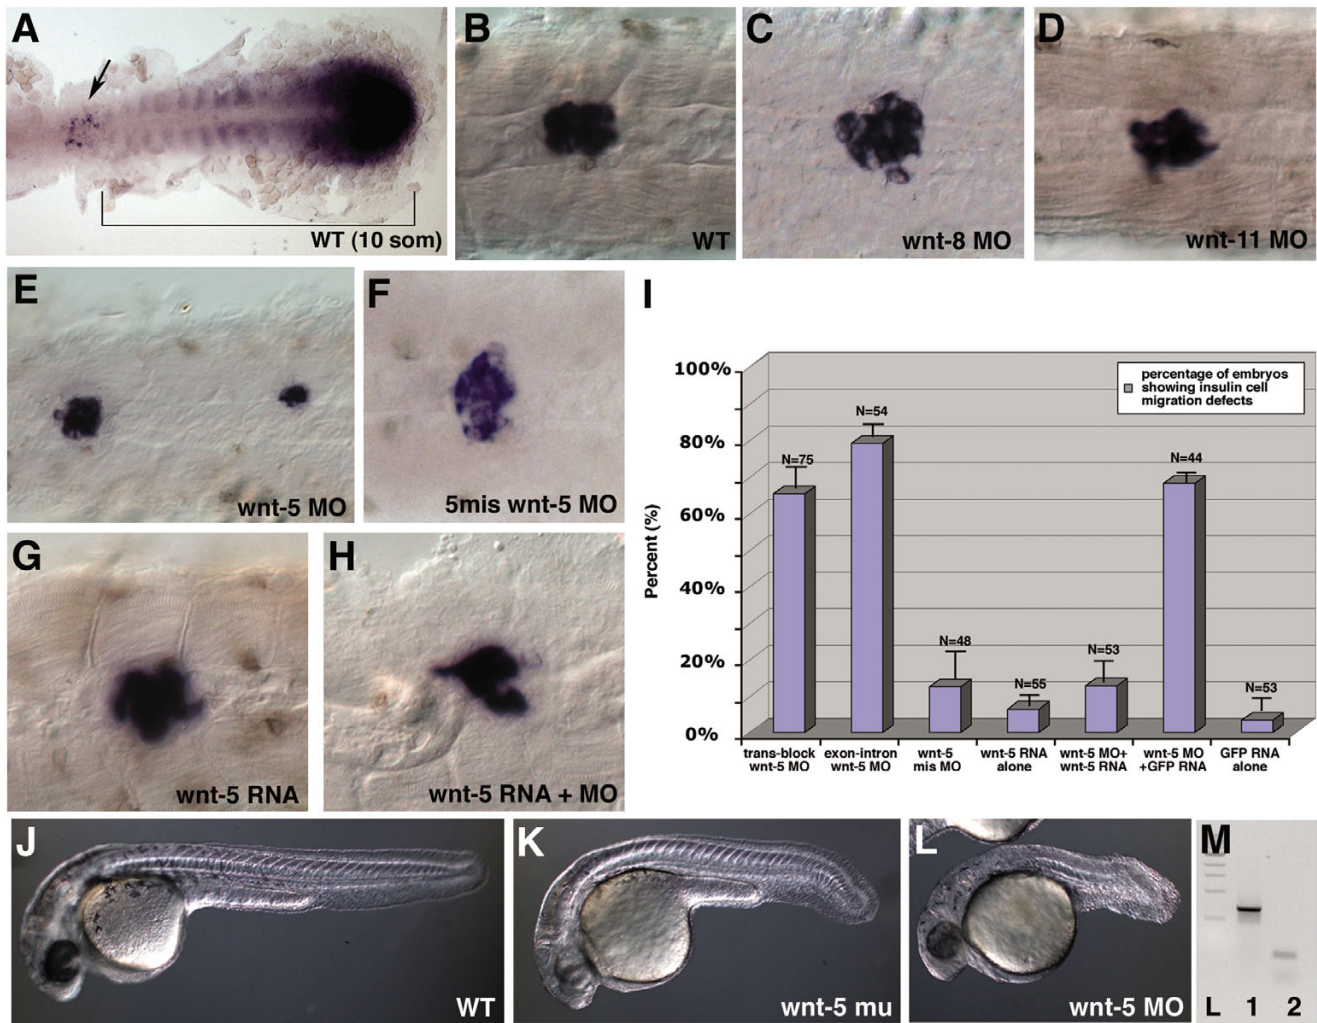 A
WT (10 som)
B
WT
C
wnt-8 MO
D
wnt-11 MO
E
wnt-5 MO
F
5mis wnt-5 MO
G
wnt-5 RNA
H
wnt-5 RNA + MO
I
percentage of embryos
showing insulin cell
migration defects
Percent (%)
100%
80%
60%
40%
20%
0%
N=75
N=54
N=48
N=55
N=53
N=44
N=53
trans-block
wnt-5 MO
exon-intron
wnt-5 MO
wnt-5
mis MO
wnt-5 RNA
alone
wnt-5 MO+
wnt-5 RNA
wnt-5 MO
+GFP RNA
GFP RNA
alone
J
WT
K
wnt-5 mu
L
wnt-5 MO
M
L 1 2